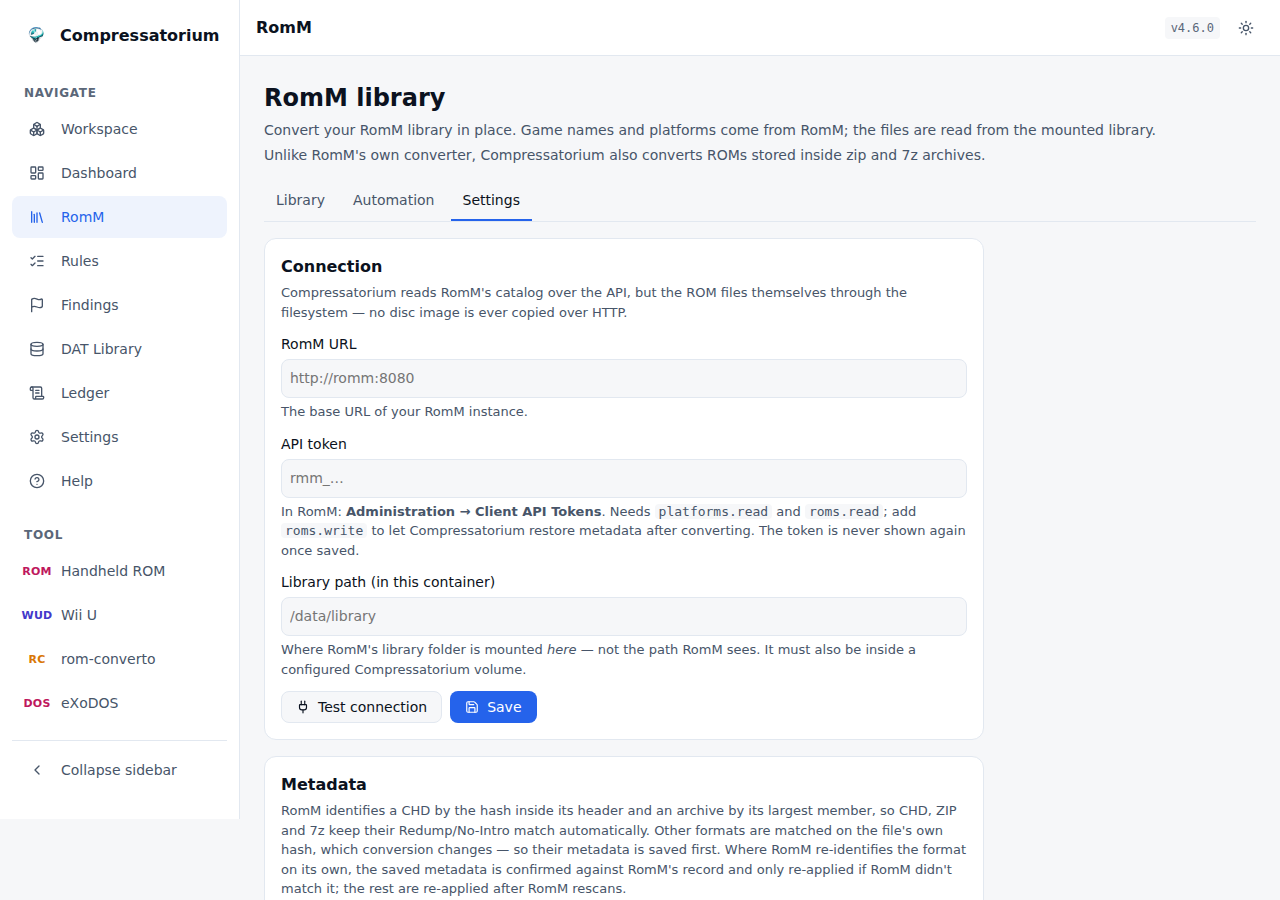 Compressatorium
NAVIGATE
Workspace
Dashboard
RomM
Rules
Findings
DAT Library
Ledger
Settings
Help
TOOL
ROM Handheld ROM
WUD Wii U
RC rom-converto
DOS eXoDOS
Collapse sidebar
RomM
v4.6.0
RomM library
Convert your RomM library in place. Game names and platforms come from RomM; the files are read from the mounted library.
Unlike RomM's own converter, Compressatorium also converts ROMs stored inside zip and 7z archives.
Library Automation Settings
Connection
Compressatorium reads RomM's catalog over the API, but the ROM files themselves through the
filesystem — no disc image is ever copied over HTTP.
RomM URL
http://romm:8080
The base URL of your RomM instance.
API token
rmm_...
In RomM: Administration → Client API Tokens. Needs platforms.read and roms.read ; add
roms.write to let Compressatorium restore metadata after converting. The token is never shown again
once saved.
Library path (in this container)
/data/library
Where RomM's library folder is mounted here — not the path RomM sees. It must also be inside a
configured Compressatorium volume.
Test connection Save
Metadata
RomM identifies a CHD by the hash inside its header and an archive by its largest member, so CHD, ZIP
and 7z keep their Redump/No-Intro match automatically. Other formats are matched on the file's own
hash, which conversion changes — so their metadata is saved first. Where RomM re-identifies the format
on its own, the saved metadata is confirmed against RomM's record and only re-applied if RomM didn't
match it; the rest are re-applied after RomM rescans.